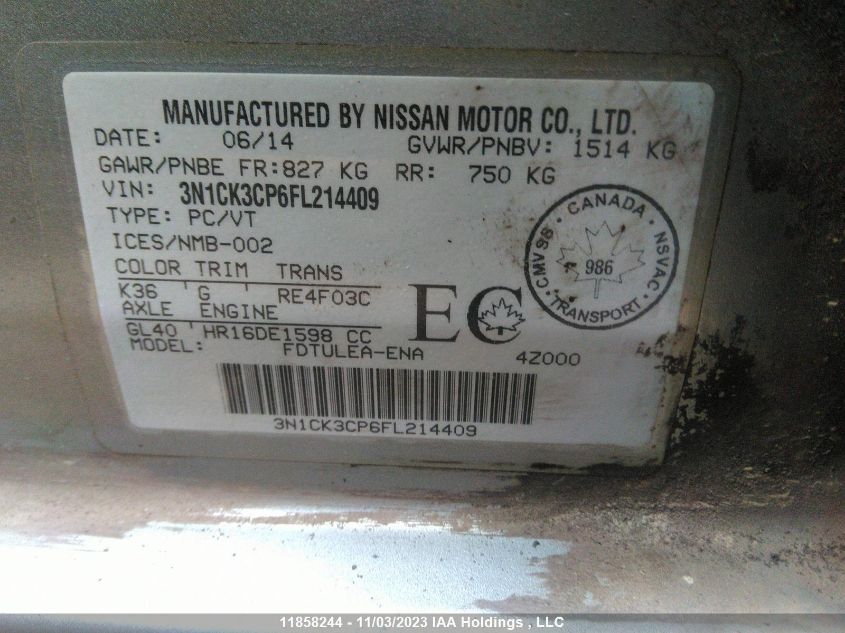 MANUFACTURED BY NISSAN MOTOR CO., LTD.
DATE: 06/14 GVWR/PNBV: 1514 KG
GAWR/PNBE FR:827 KG RR: 750 KG
VIN: 3N1CK3CP6FL214409
TYPE: PC/VT
ICES/NMB-002
COLOR TRIM TRANS
K36 G RE4F03C
AXLE ENGINE
GL40 HR16DE1598 CC
MODEL: FDTULEA-ENA 4Z000
EC
CANADA
CMV 98 986 NSVAC
TRANSPORT
3N1CK3CP6FL214409
11858244 - 11/03/2023 IAA Holdings , LLC